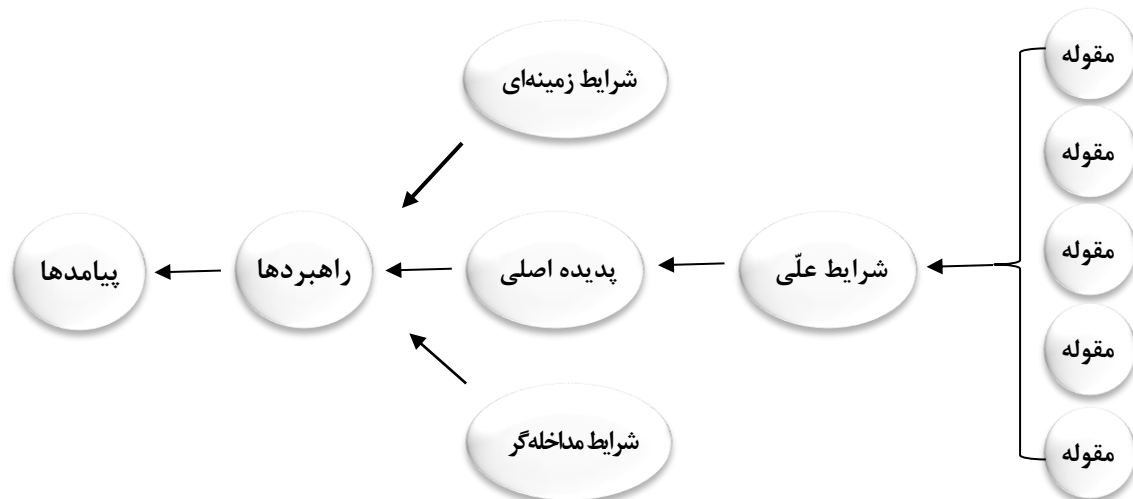 مقوله
شرایط زمینه‌ای
مقوله
مقوله
شرایط علّی
پدیده اصلی
راهبردها
پیامدها
مقوله
شرایط مداخله‌گر
مقوله